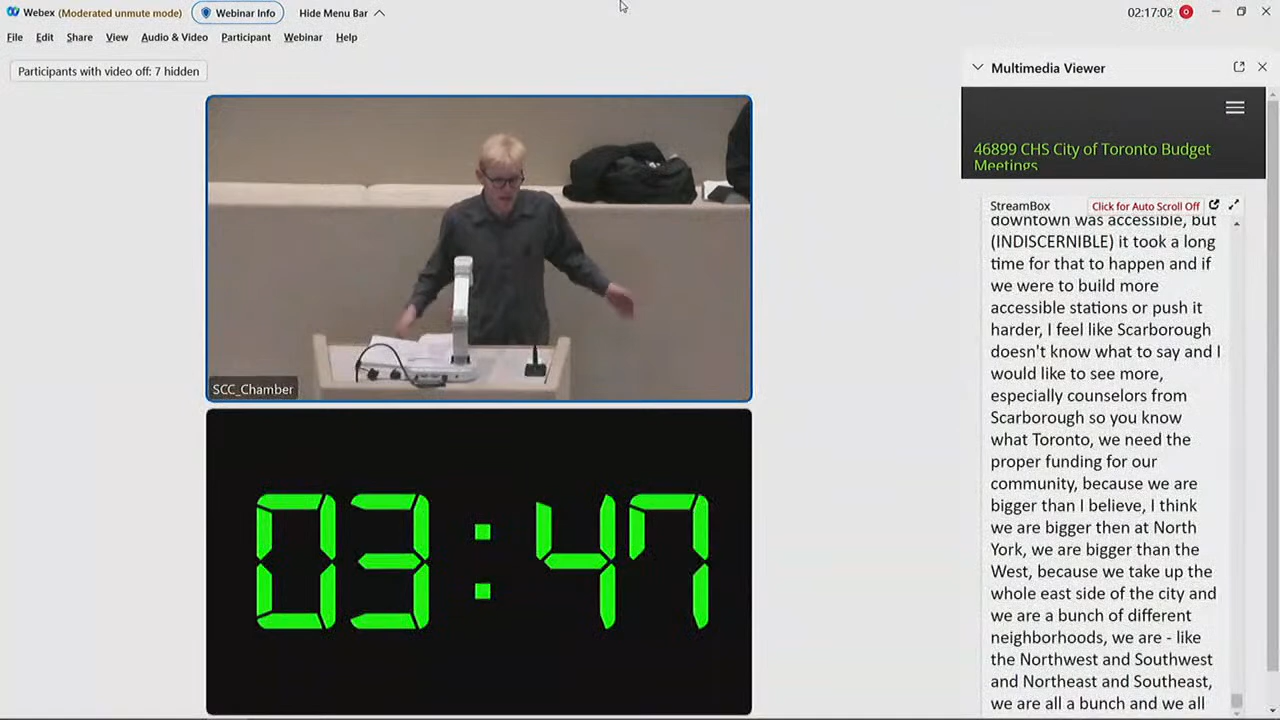 Webex (Moderated unmute mode) Webinar Info Hide Menu Bar 02:17:02
File Edit Share View Audio & Video Participant Webinar Help
Participants with video off: 7 hidden
SCC_Chamber
03:47
Multimedia Viewer
46899 CHS City of Toronto Budget
Meetings
StreamBox Click for Auto Scroll Off
downtown was accessible, but
(INDISCERNIBLE) it took a long
time for that to happen and if
we were to build more
accessible stations or push it
harder, I feel like Scarborough
doesn't know what to say and I
would like to see more,
especially counselors from
Scarborough so you know
what Toronto, we need the
proper funding for our
community, because we are
bigger than I believe, I think
we are bigger then at North
York, we are bigger than the
West, because we take up the
whole east side of the city and
we are a bunch of different
neighborhoods, we are - like
the Northwest and Southwest
and Northeast and Southeast,
we are all a bunch and we all